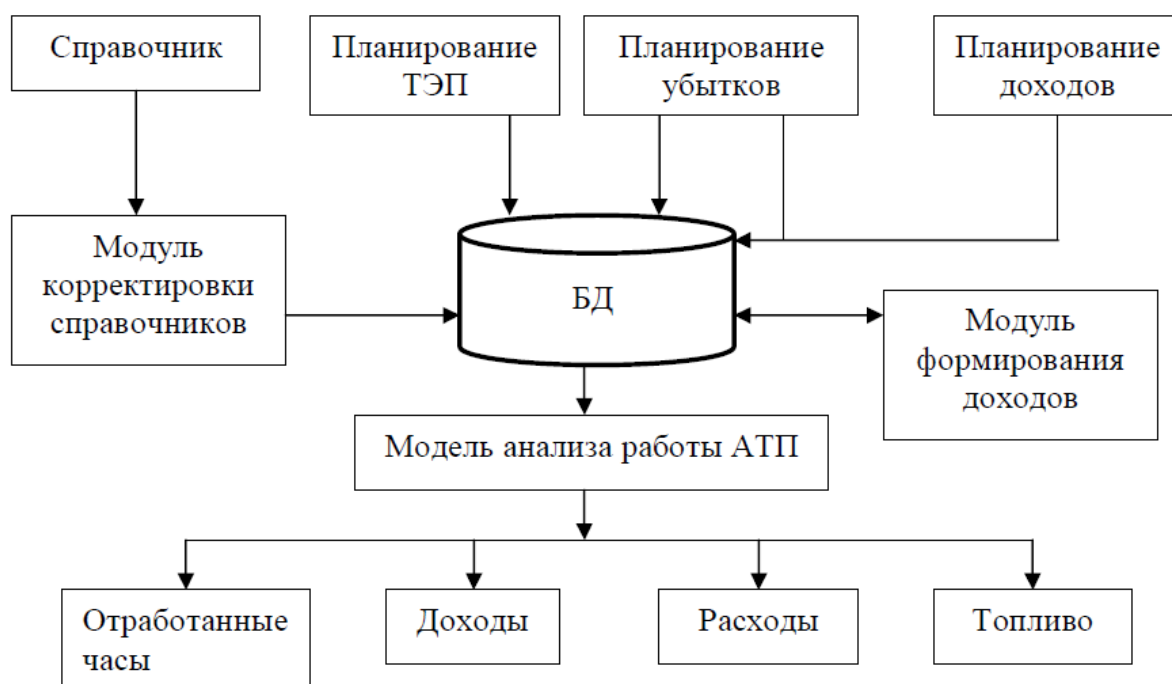 Справочник
Планирование
ТЭП
Планирование
убытков
Планирование
доходов
Модуль
корректировки
справочников
БД
Модуль
формирования
доходов
Модель анализа работы АТП
Отработанные
часы
Доходы
Расходы
Топливо